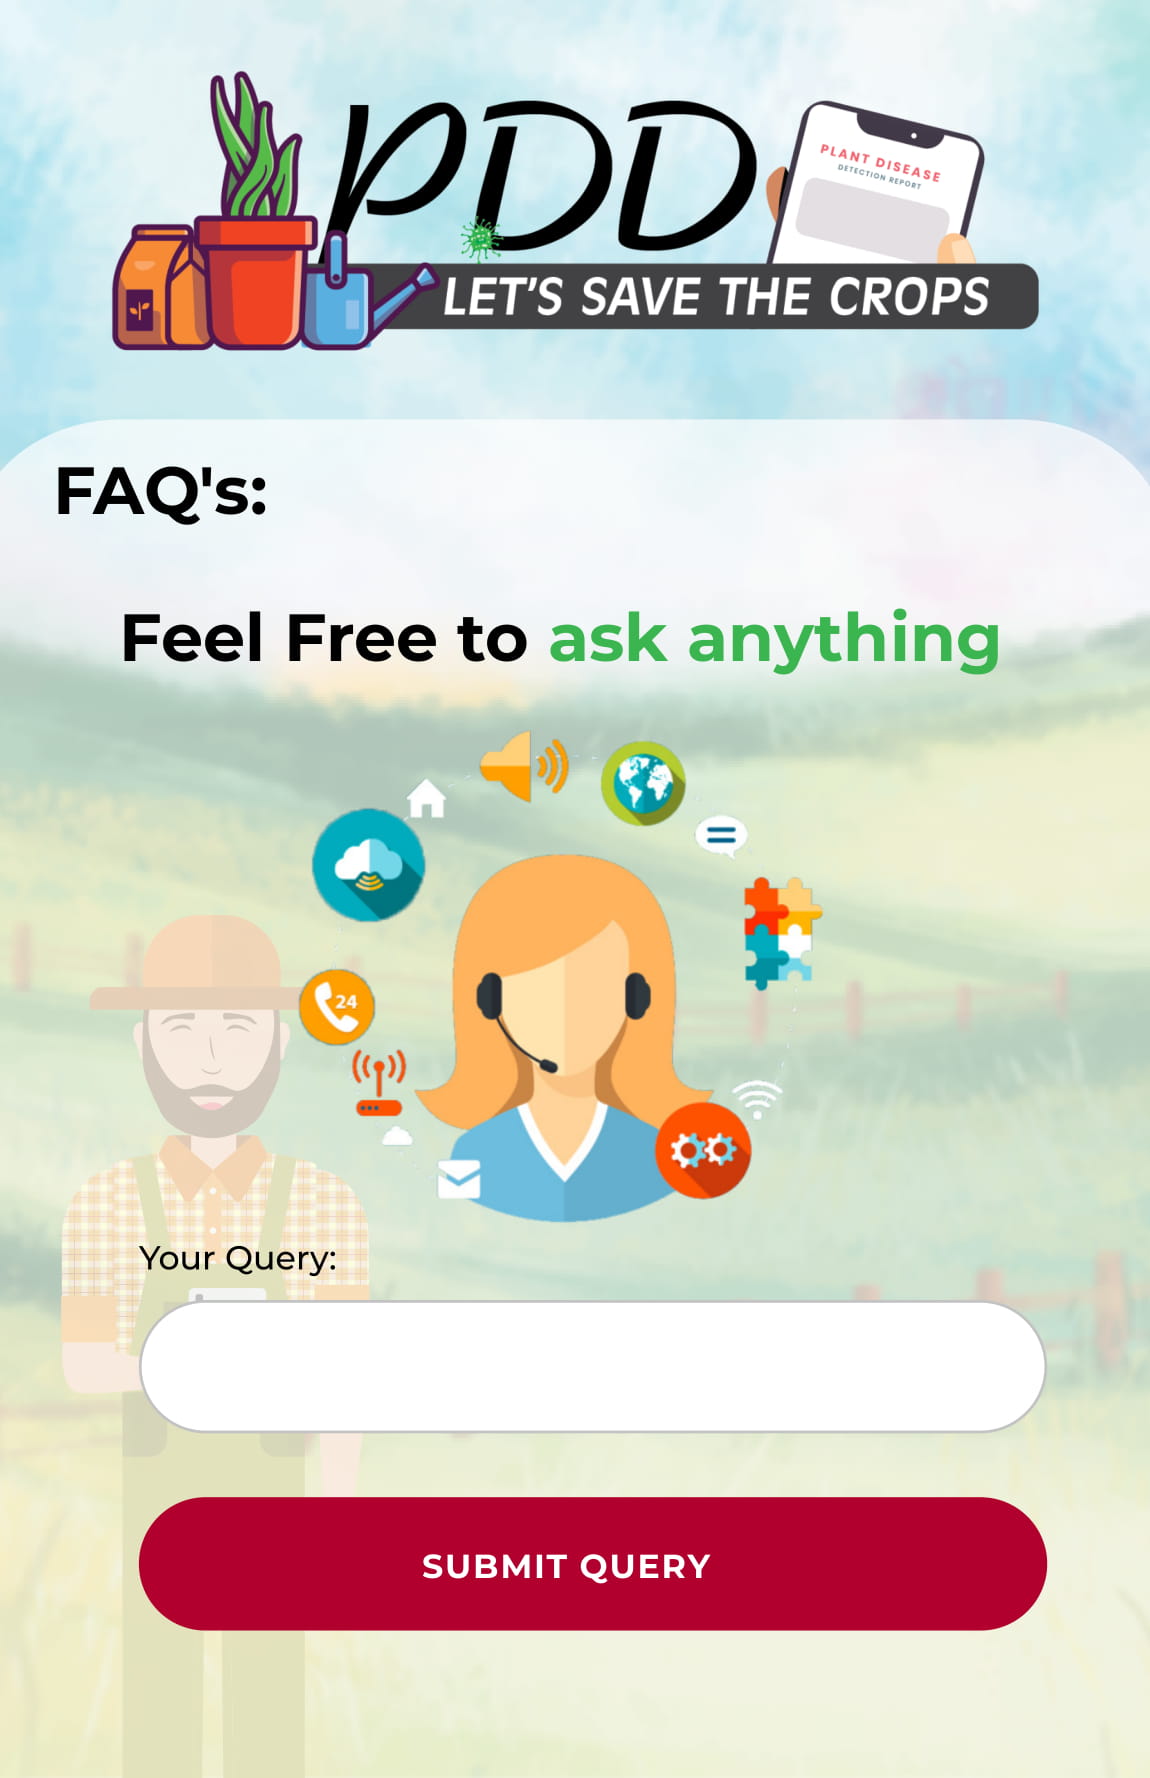 PDD
PLANT DISEASE
DETECTION REPORT
LET'S SAVE THE CROPS
FAQ's:
Feel Free to ask anything
24
Your Query:
SUBMIT QUERY